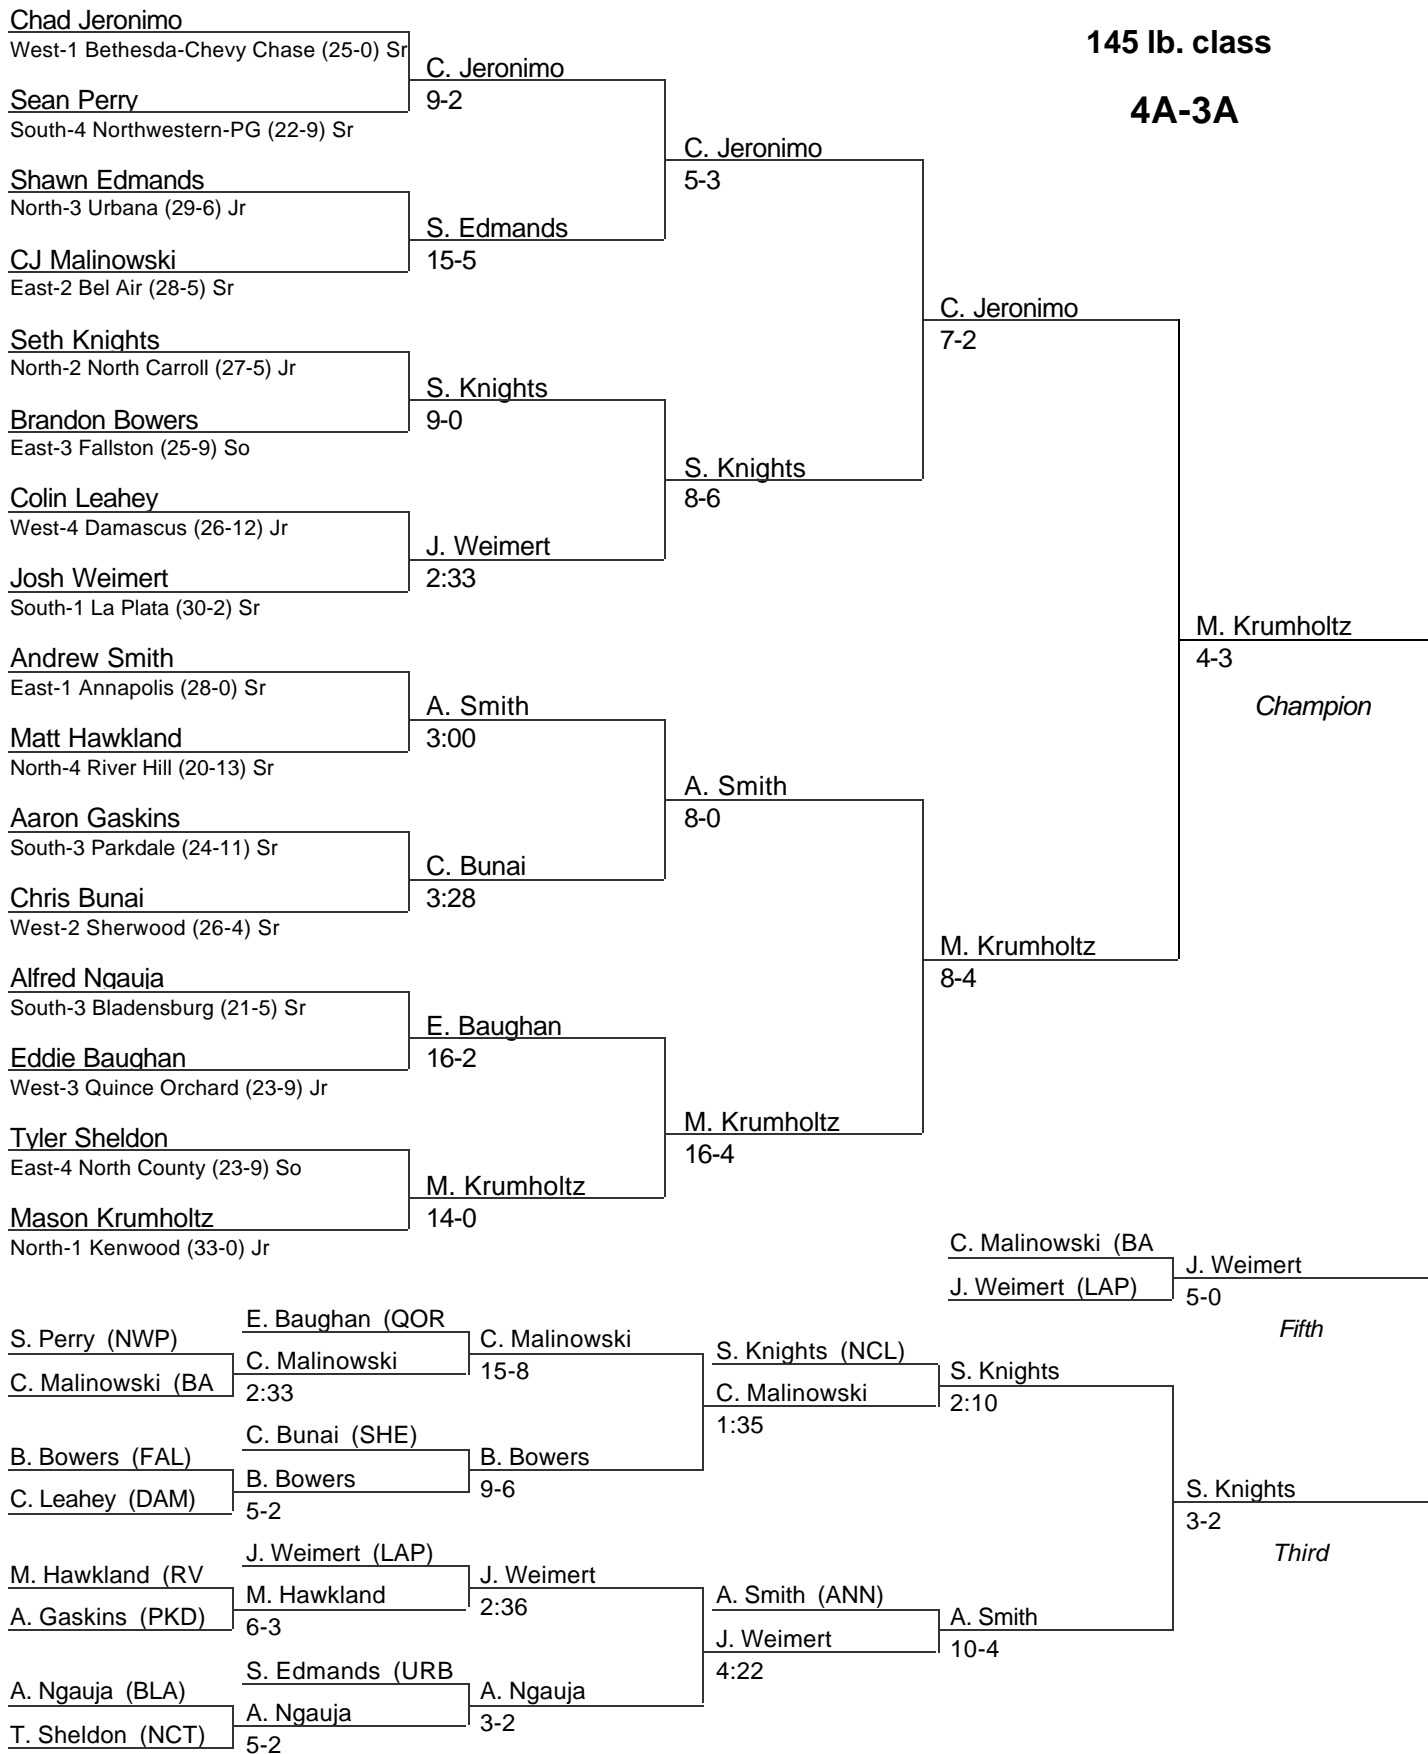 145 lb. class
4A-3A
Chad Jeronimo
West-1 Bethesda-Chevy Chase (25-0) Sr
Sean Perry
South-4 Northwestern-PG (22-9) Sr
Shawn Edmands
North-3 Urbana (29-6) Jr
CJ Malinowski
East-2 Bel Air (28-5) Sr
Seth Knights
North-2 North Carroll (27-5) Jr
Brandon Bowers
East-3 Fallston (25-9) So
Colin Leahey
West-4 Damascus (26-12) Jr
Josh Weimert
South-1 La Plata (30-2) Sr
Andrew Smith
East-1 Annapolis (28-0) Sr
Matt Hawkland
North-4 River Hill (20-13) Sr
Aaron Gaskins
South-3 Parkdale (24-11) Sr
Chris Bunai
West-2 Sherwood (26-4) Sr
Alfred Ngauja
South-3 Bladensburg (21-5) Sr
Eddie Baughan
West-3 Quince Orchard (23-9) Jr
Tyler Sheldon
East-4 North County (23-9) So
Mason Krumholtz
North-1 Kenwood (33-0) Jr
C. Jeronimo
9-2
S. Edmands
15-5
S. Knights
9-0
J. Weimert
2:33
A. Smith
3:00
C. Bunai
3:28
E. Baughan
16-2
M. Krumholtz
14-0
C. Jeronimo
5-3
S. Knights
8-6
A. Smith
8-0
M. Krumholtz
16-4
C. Jeronimo
7-2
M. Krumholtz
8-4
M. Krumholtz
4-3
Champion
C. Malinowski (BA
J. Weimert (LAP)
J. Weimert
5-0
Fifth
S. Perry (NWP)
C. Malinowski (BA
B. Bowers (FAL)
C. Leahey (DAM)
M. Hawkland (RV
A. Gaskins (PKD)
A. Ngauja (BLA)
T. Sheldon (NCT)
E. Baughan (QOR
C. Malinowski
2:33
C. Bunai (SHE)
B. Bowers
5-2
J. Weimert (LAP)
M. Hawkland
6-3
S. Edmands (URB
A. Ngauja
5-2
C. Malinowski
15-8
B. Bowers
9-6
J. Weimert
2:36
A. Ngauja
3-2
S. Knights (NCL)
C. Malinowski
1:35
A. Smith (ANN)
J. Weimert
4:22
S. Knights
2:10
A. Smith
10-4
S. Knights
3-2
Third